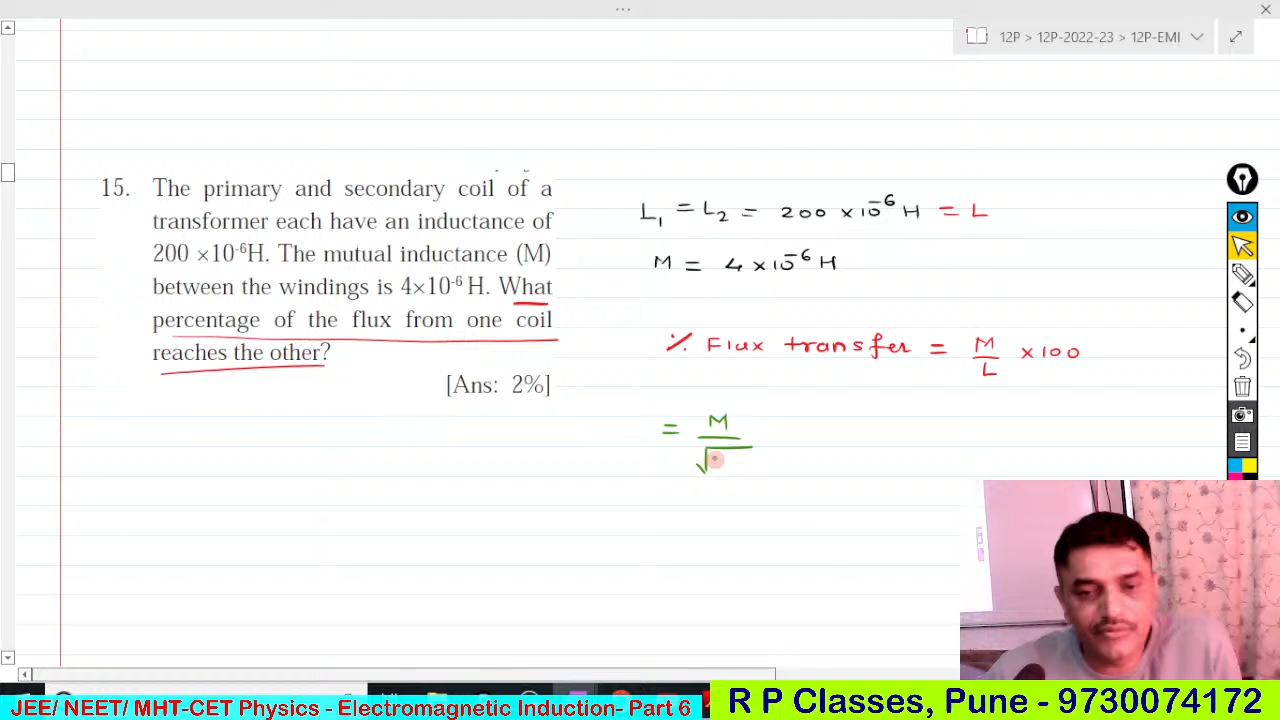 12P > 12P-2022-23 > 12P-EMI
15. The primary and secondary coil of a
transformer each have an inductance of
200 ×10⁻⁶H. The mutual inductance (M)
between the windings is 4×10⁻⁶ H. What
percentage of the flux from one coil
reaches the other?
[Ans: 2%]
L₁ = L₂ = 200 × 10⁻⁶ H = L
M = 4 × 10⁻⁶ H
% Flux transfer = M/L × 100
= M/√
JEE/ NEET/ MHT-CET Physics - Electromagnetic Induction- Part 6
R P Classes, Pune - 9730074172